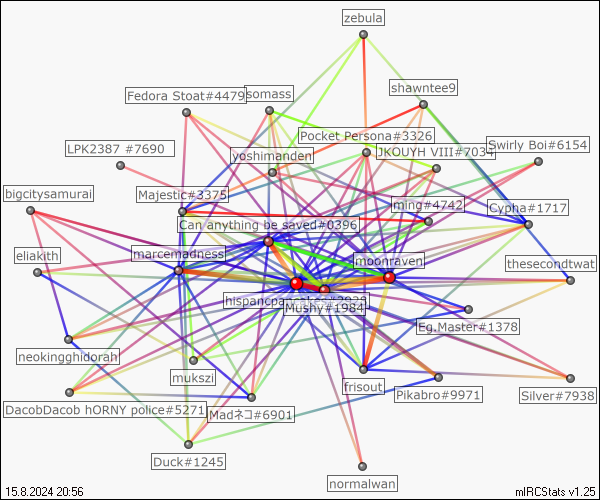 zebula
shawntee9
Fedora Stoat#4479
somass
Pocket Persona#3326
LPK2387 #7690
yoshimanden
JKOUYH VIII#7034
Swirly Boi#6154
bigcitysamurai
Majestic#3375
ming#4742
Cypha#1717
Can anything be saved#0396
eliakith
marcemadness
moonraven
thesecondtwat
Mushy#1984
Eg.Master#1378
neokingghidorah
mukszi
frisout
Pikabro#9971
Silver#7938
DacobDacob hORNY police#5271
Madネコ#6901
Duck#1245
normalwan
15.8.2024 20:56
mIRCStats v1.25